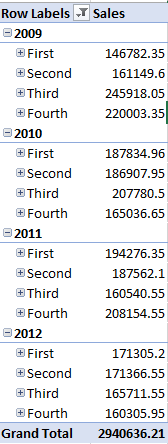 Row Labels Sales
2009
First 146782.35
Second 161149.6
Third 245918.05
Fourth 220003.35
2010
First 187834.96
Second 186907.95
Third 207780.5
Fourth 165036.65
2011
First 194276.35
Second 187562.1
Third 160540.55
Fourth 208154.55
2012
First 171305.2
Second 171366.55
Third 165711.55
Fourth 160305.95
Grand Total 2940636.21